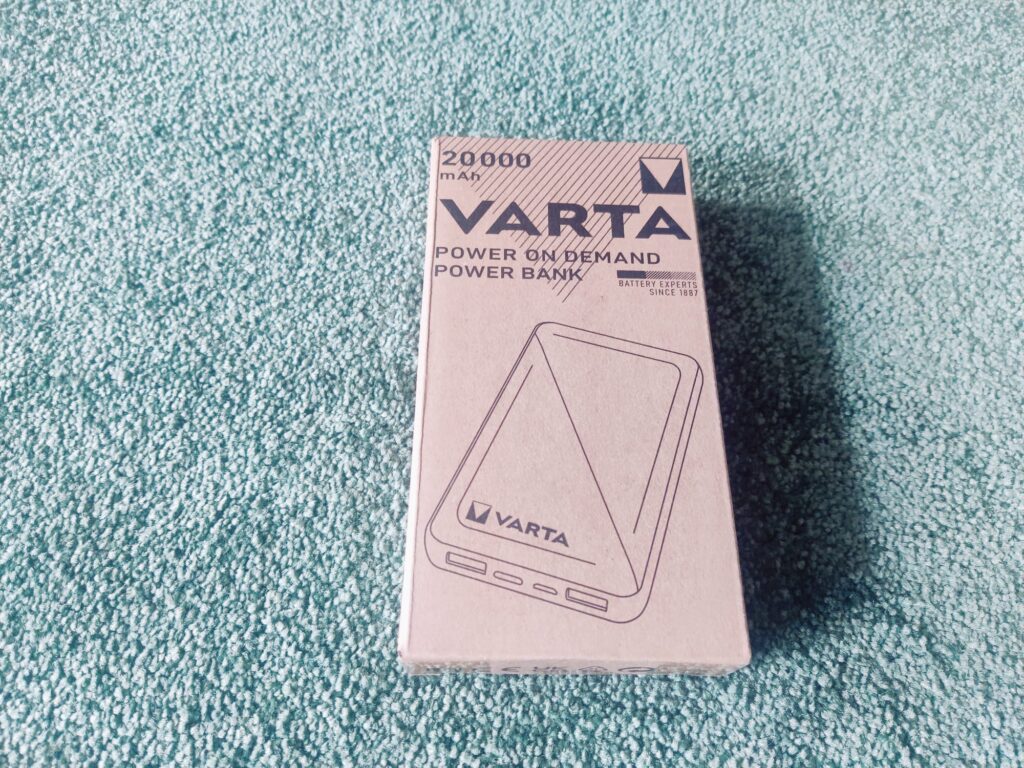 20000
mAh
VARTA
POWER ON DEMAND
POWER BANK
BATTERY EXPERTS
SINCE 1887
VARTA